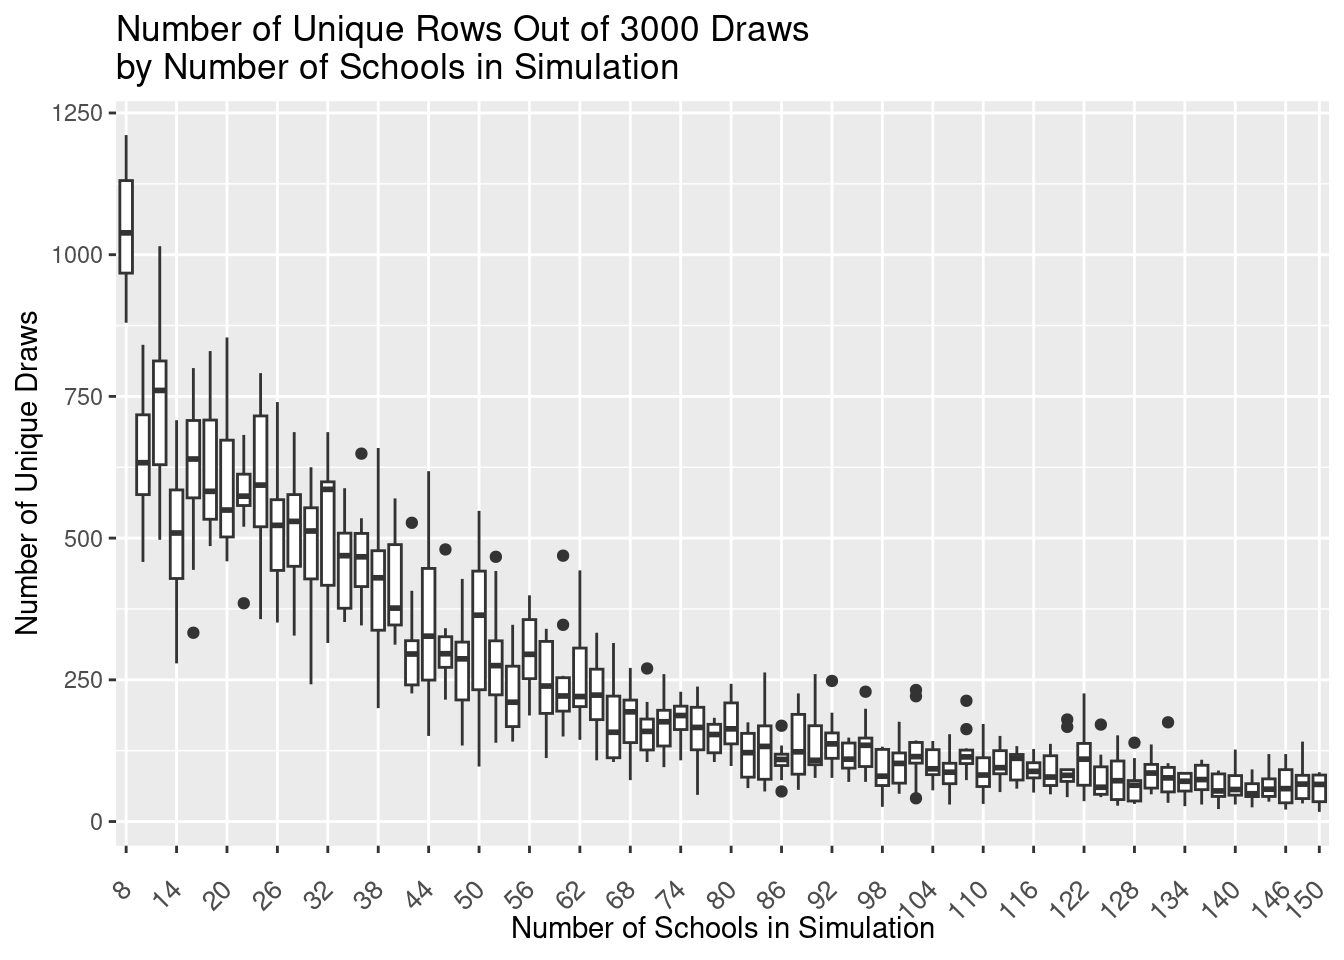 Number of Unique Rows Out of 3000 Draws
by Number of Schools in Simulation
Number of Unique Draws
1250
1000
750
500
250
0
8 14 20 26 32 38 44 50 56 62 68 74 80 86 92 98 104 110 116 122 128 134 140 146 150
Number of Schools in Simulation